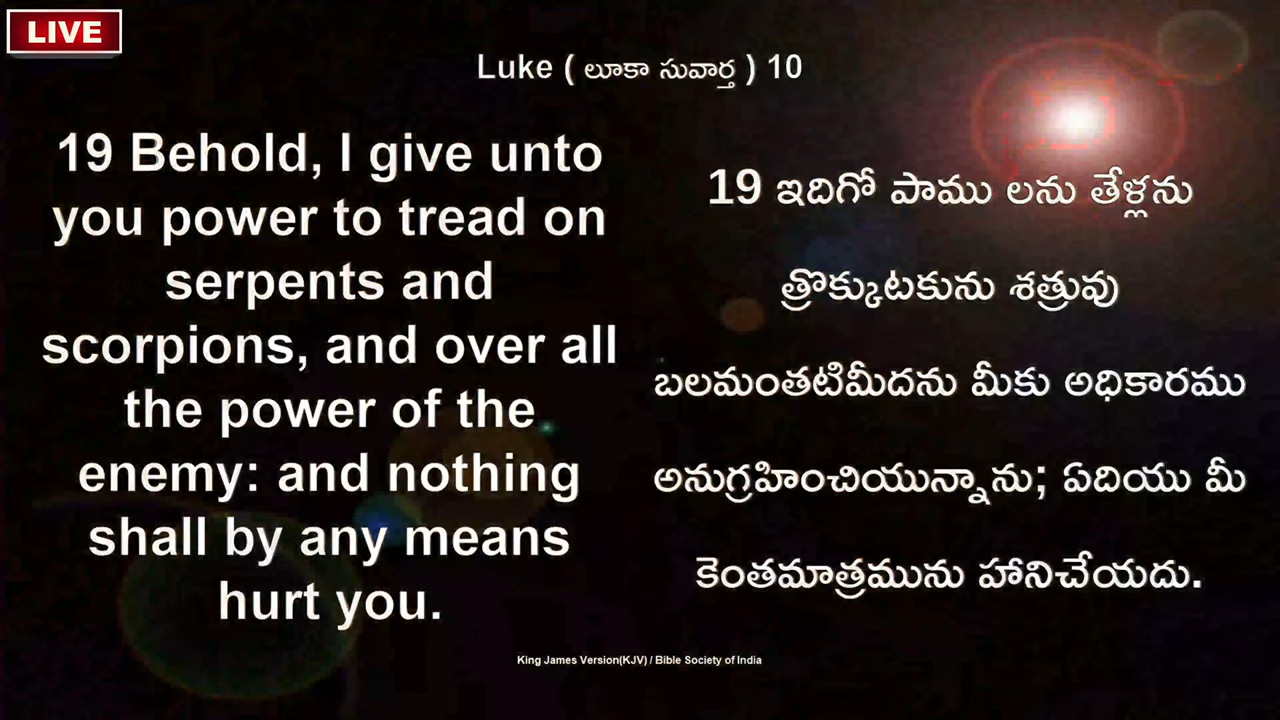 LIVE
Luke ( లూకా సువార్త ) 10
19 Behold, I give unto
you power to tread on
serpents and
scorpions, and over all
the power of the
enemy: and nothing
shall by any means
hurt you.
19 ఇదిగో పాము లను తేళ్లను
త్రొక్కుటకును శత్రువు
బలమంతటిమీదను మీకు అధికారము
అనుగ్రహించియున్నాను; ఏదియు మీ
కెంతమాత్రమును హానిచేయదు.
King James Version(KJV) / Bible Society of India